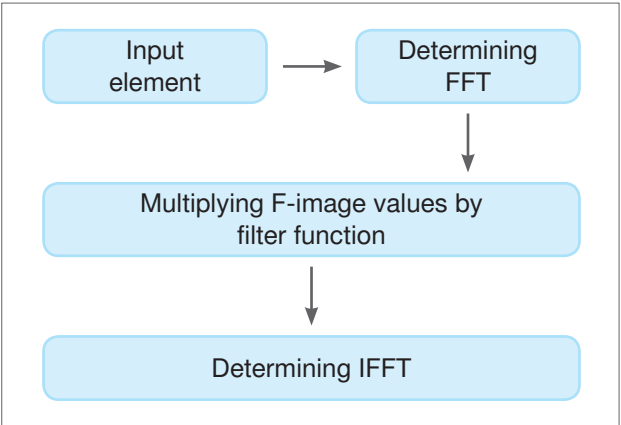 Input
element
Determining
FFT
Multiplying F-image values by
filter function
Determining IFFT